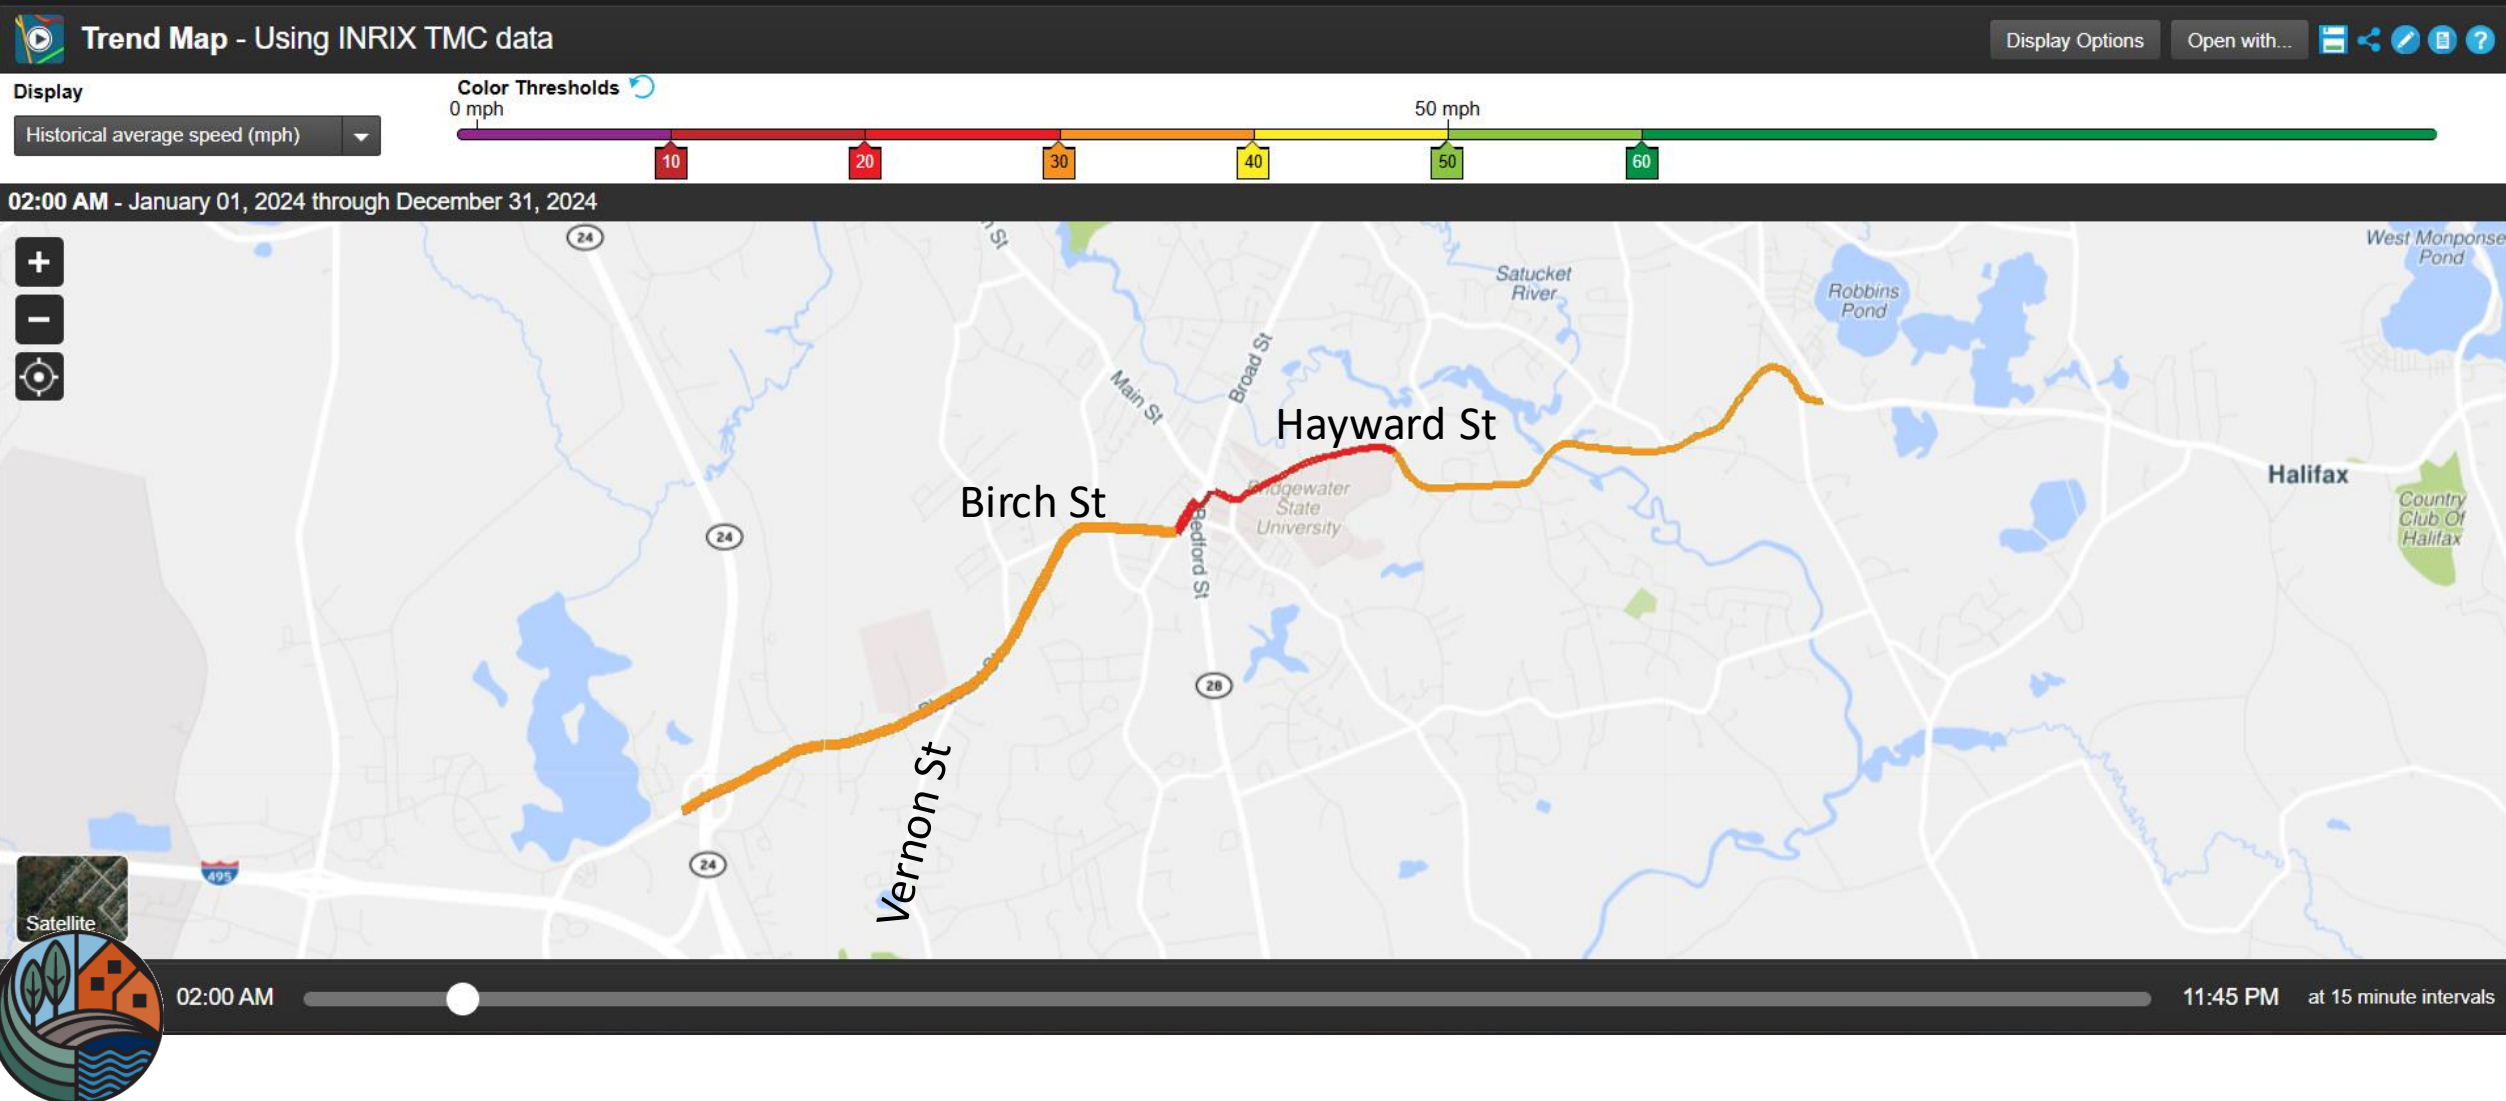 Trend Map - Using INRIX TMC data
Display Options
Open with...
Display
Color Thresholds
0 mph
50 mph
Historical average speed (mph)
10
20
30
40
50
60
02:00 AM - January 01, 2024 through December 31, 2024
24
St
West Monponse
Pond
Satucket
River
Robbins
Pond
Broad St
Main St
Hayward St
Halifax
Birch St
Bridgewater
State
University
Country
Club Of
Halifax
24
Bedford St
28
Vernon St
24
495
Satellite
02:00 AM
11:45 PM
at 15 minute intervals